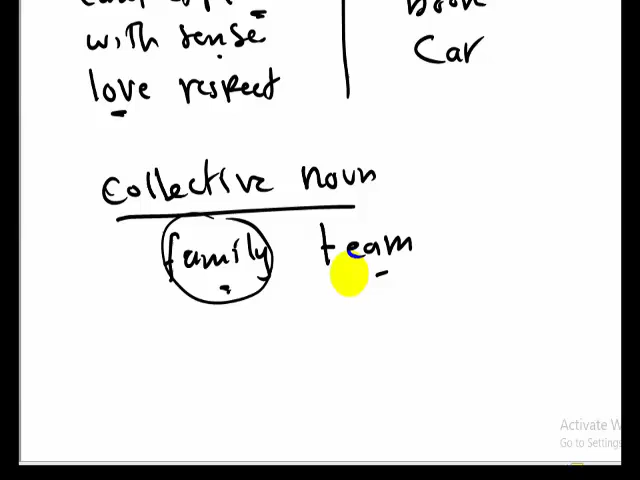 with sense
Car
love respect
collective noun
family team
Activate W
Go to Settings